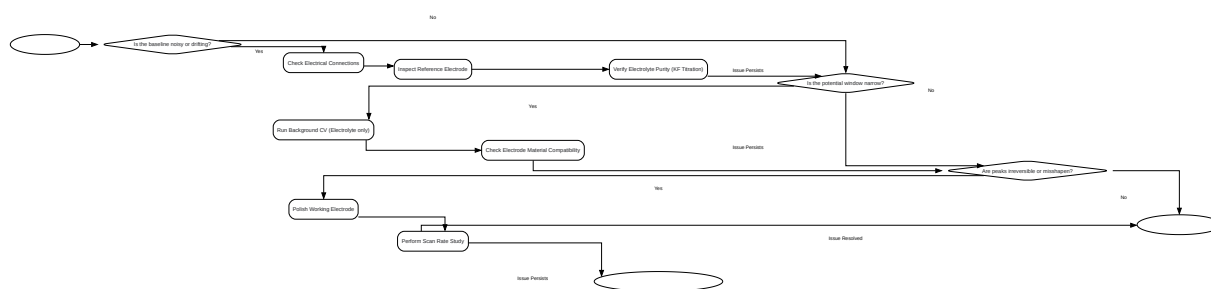 No
Is the baseline noisy or drifting?
Yes
Check Electrical Connections
Inspect Reference Electrode
Verify Electrolyte Purity (KF Titration)
Issue Persists
Is the potential window narrow?
No
Yes
Run Background CV (Electrolyte only)
Check Electrode Material Compatibility
Issue Persists
Are peaks irreversible or misshapen?
Yes
No
Polish Working Electrode
Perform Scan Rate Study
Issue Resolved
Issue Persists